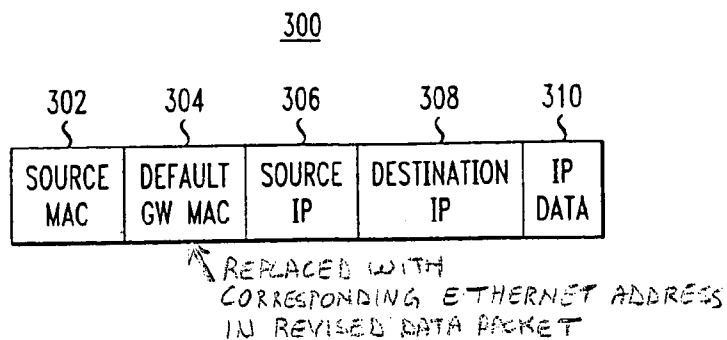 300
302 304 306 308 310
SOURCE MAC DEFAULT GW MAC SOURCE IP DESTINATION IP IP DATA
REPLACED WITH
CORRESPONDING ETHERNET ADDRESS
IN REVISED DATA PACKET